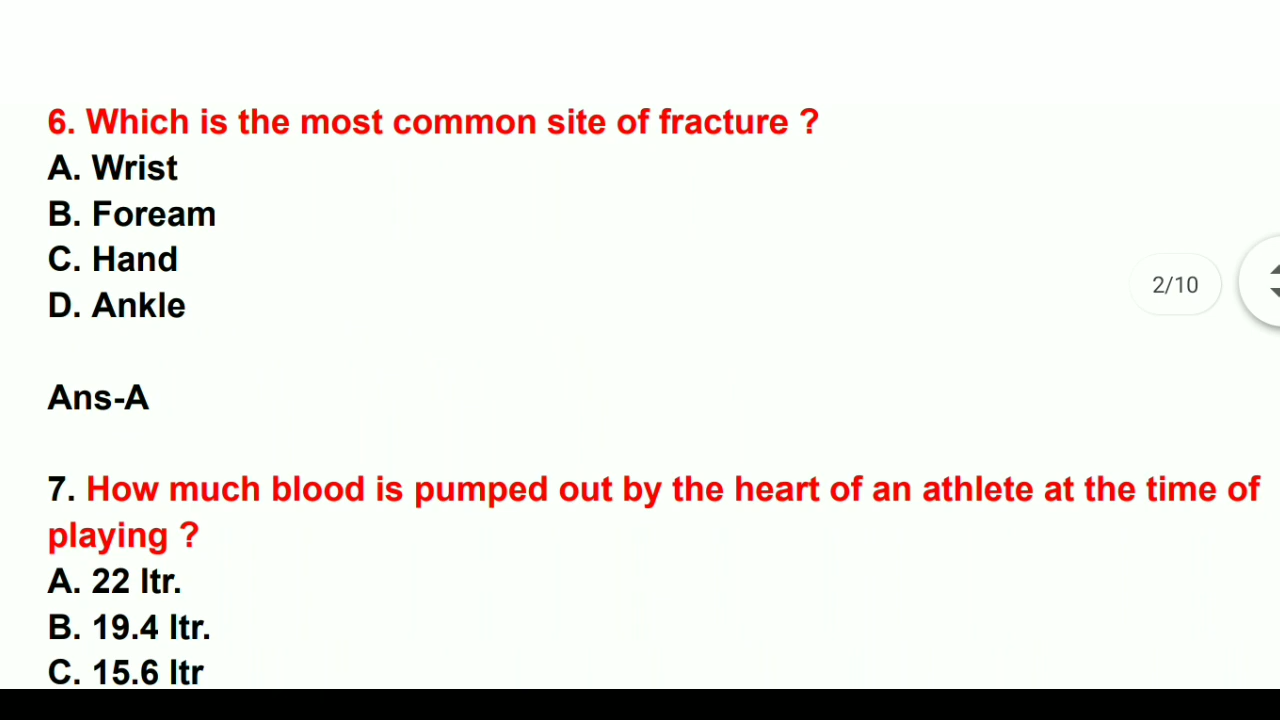 6. Which is the most common site of fracture ?
A. Wrist
B. Foream
C. Hand
D. Ankle
2/10
Ans-A
7. How much blood is pumped out by the heart of an athlete at the time of
playing ?
A. 22 ltr.
B. 19.4 ltr.
C. 15.6 ltr